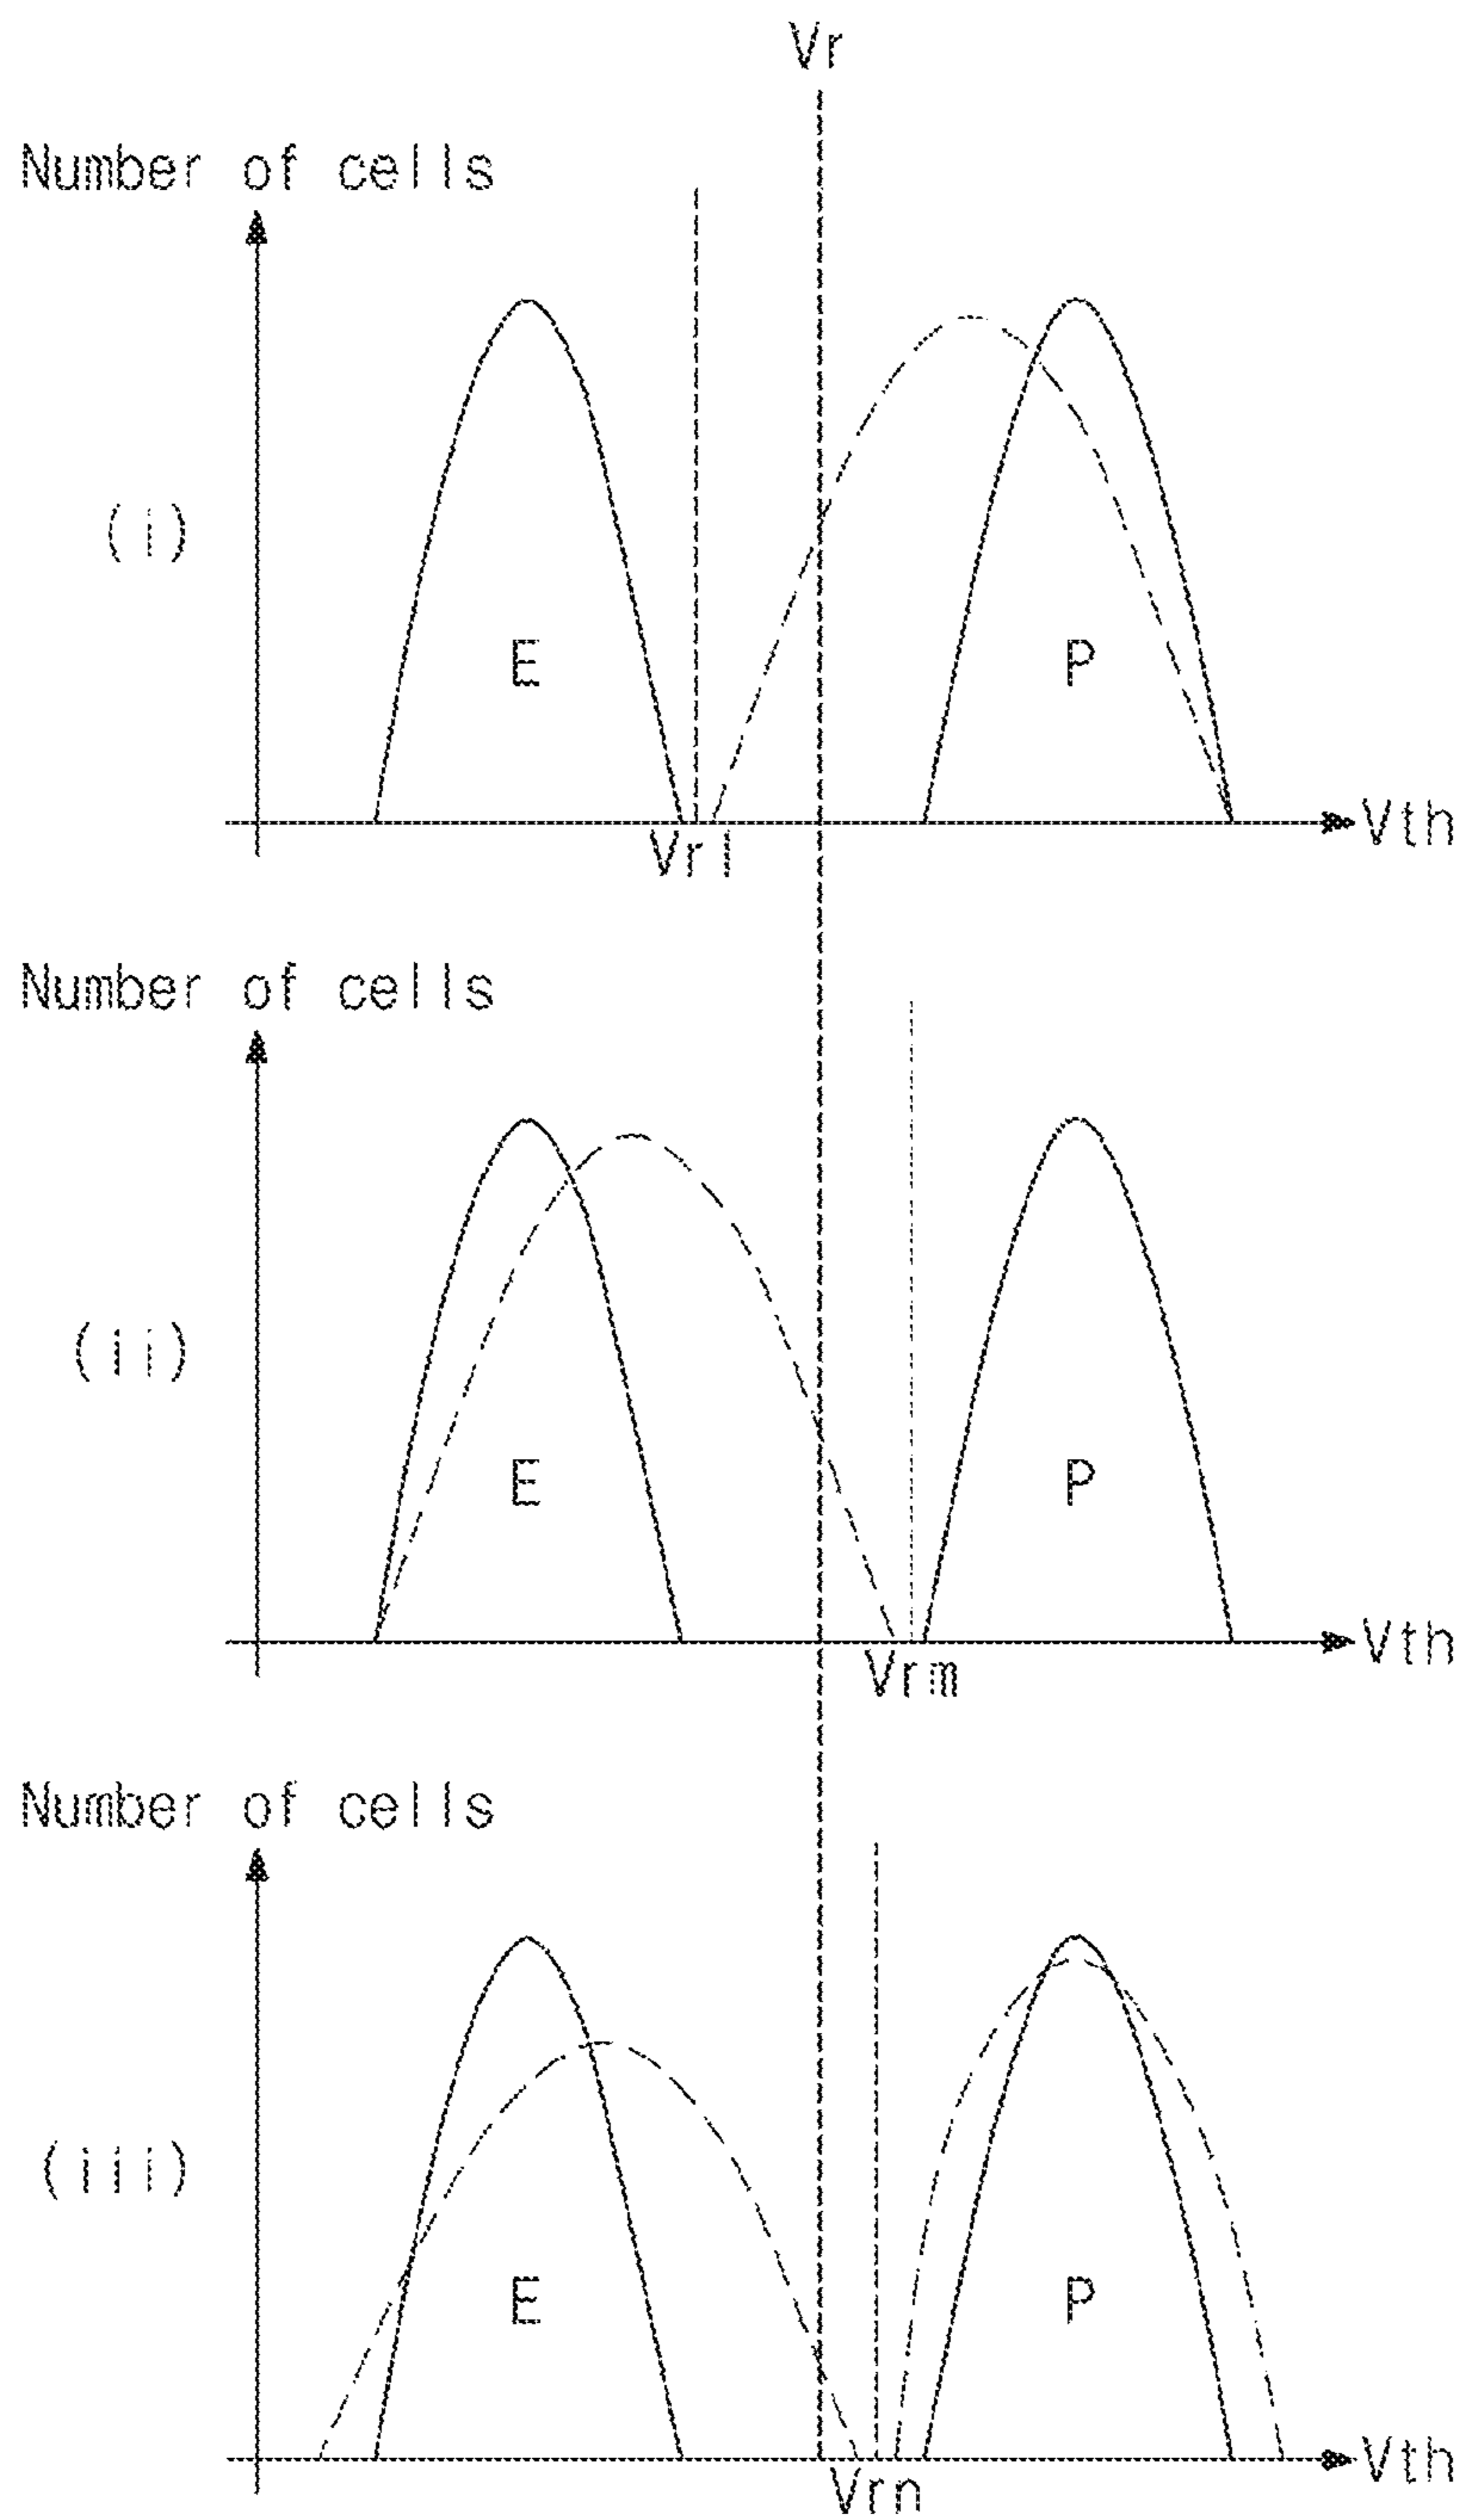 Vr
Number of cells
(i)
E
P
Vth
Vrl
Number of cells
(ii)
E
P
Vth
Vrm
Number of cells
(iii)
E
P
Vth
Vrn